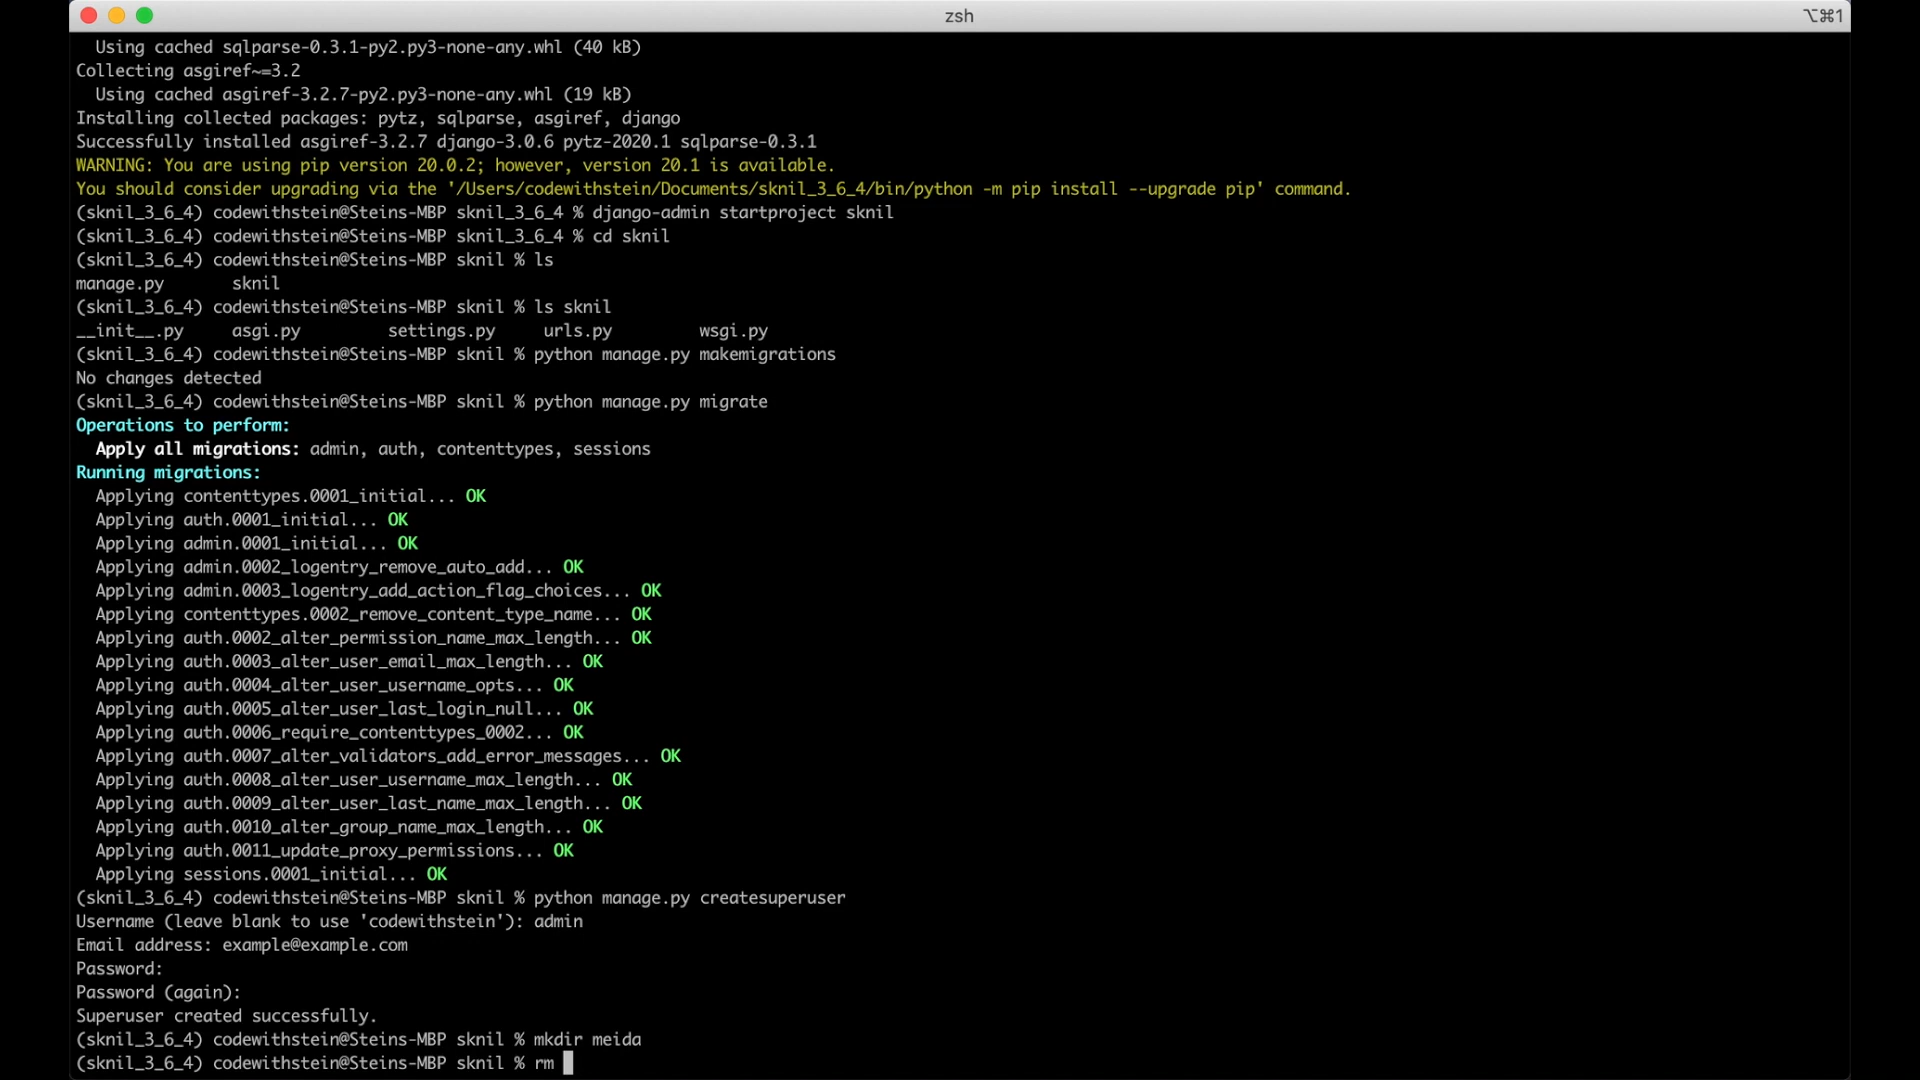 zsh
⌥⌘1
Using cached sqlparse-0.3.1-py2.py3-none-any.whl (40 kB)
Collecting asgiref~=3.2
Using cached asgiref-3.2.7-py2.py3-none-any.whl (19 kB)
Installing collected packages: pytz, sqlparse, asgiref, django
Successfully installed asgiref-3.2.7 django-3.0.6 pytz-2020.1 sqlparse-0.3.1
WARNING: You are using pip version 20.0.2; however, version 20.1 is available.
You should consider upgrading via the '/Users/codewithstein/Documents/sknil_3_6_4/bin/python -m pip install --upgrade pip' command.
(sknil_3_6_4) codewithstein@Steins-MBP sknil_3_6_4 % django-admin startproject sknil
(sknil_3_6_4) codewithstein@Steins-MBP sknil_3_6_4 % cd sknil
(sknil_3_6_4) codewithstein@Steins-MBP sknil % ls
manage.py sknil
(sknil_3_6_4) codewithstein@Steins-MBP sknil % ls sknil
__init__.py asgi.py settings.py urls.py wsgi.py
(sknil_3_6_4) codewithstein@Steins-MBP sknil % python manage.py makemigrations
No changes detected
(sknil_3_6_4) codewithstein@Steins-MBP sknil % python manage.py migrate
Operations to perform:
Apply all migrations: admin, auth, contenttypes, sessions
Running migrations:
Applying contenttypes.0001_initial... OK
Applying auth.0001_initial... OK
Applying admin.0001_initial... OK
Applying admin.0002_logentry_remove_auto_add... OK
Applying admin.0003_logentry_add_action_flag_choices... OK
Applying contenttypes.0002_remove_content_type_name... OK
Applying auth.0002_alter_permission_name_max_length... OK
Applying auth.0003_alter_user_email_max_length... OK
Applying auth.0004_alter_user_username_opts... OK
Applying auth.0005_alter_user_last_login_null... OK
Applying auth.0006_require_contenttypes_0002... OK
Applying auth.0007_alter_validators_add_error_messages... OK
Applying auth.0008_alter_user_username_max_length... OK
Applying auth.0009_alter_user_last_name_max_length... OK
Applying auth.0010_alter_group_name_max_length... OK
Applying auth.0011_update_proxy_permissions... OK
Applying sessions.0001_initial... OK
(sknil_3_6_4) codewithstein@Steins-MBP sknil % python manage.py createsuperuser
Username (leave blank to use 'codewithstein'): admin
Email address: example@example.com
Password:
Password (again):
Superuser created successfully.
(sknil_3_6_4) codewithstein@Steins-MBP sknil % mkdir meida
(sknil_3_6_4) codewithstein@Steins-MBP sknil % rm